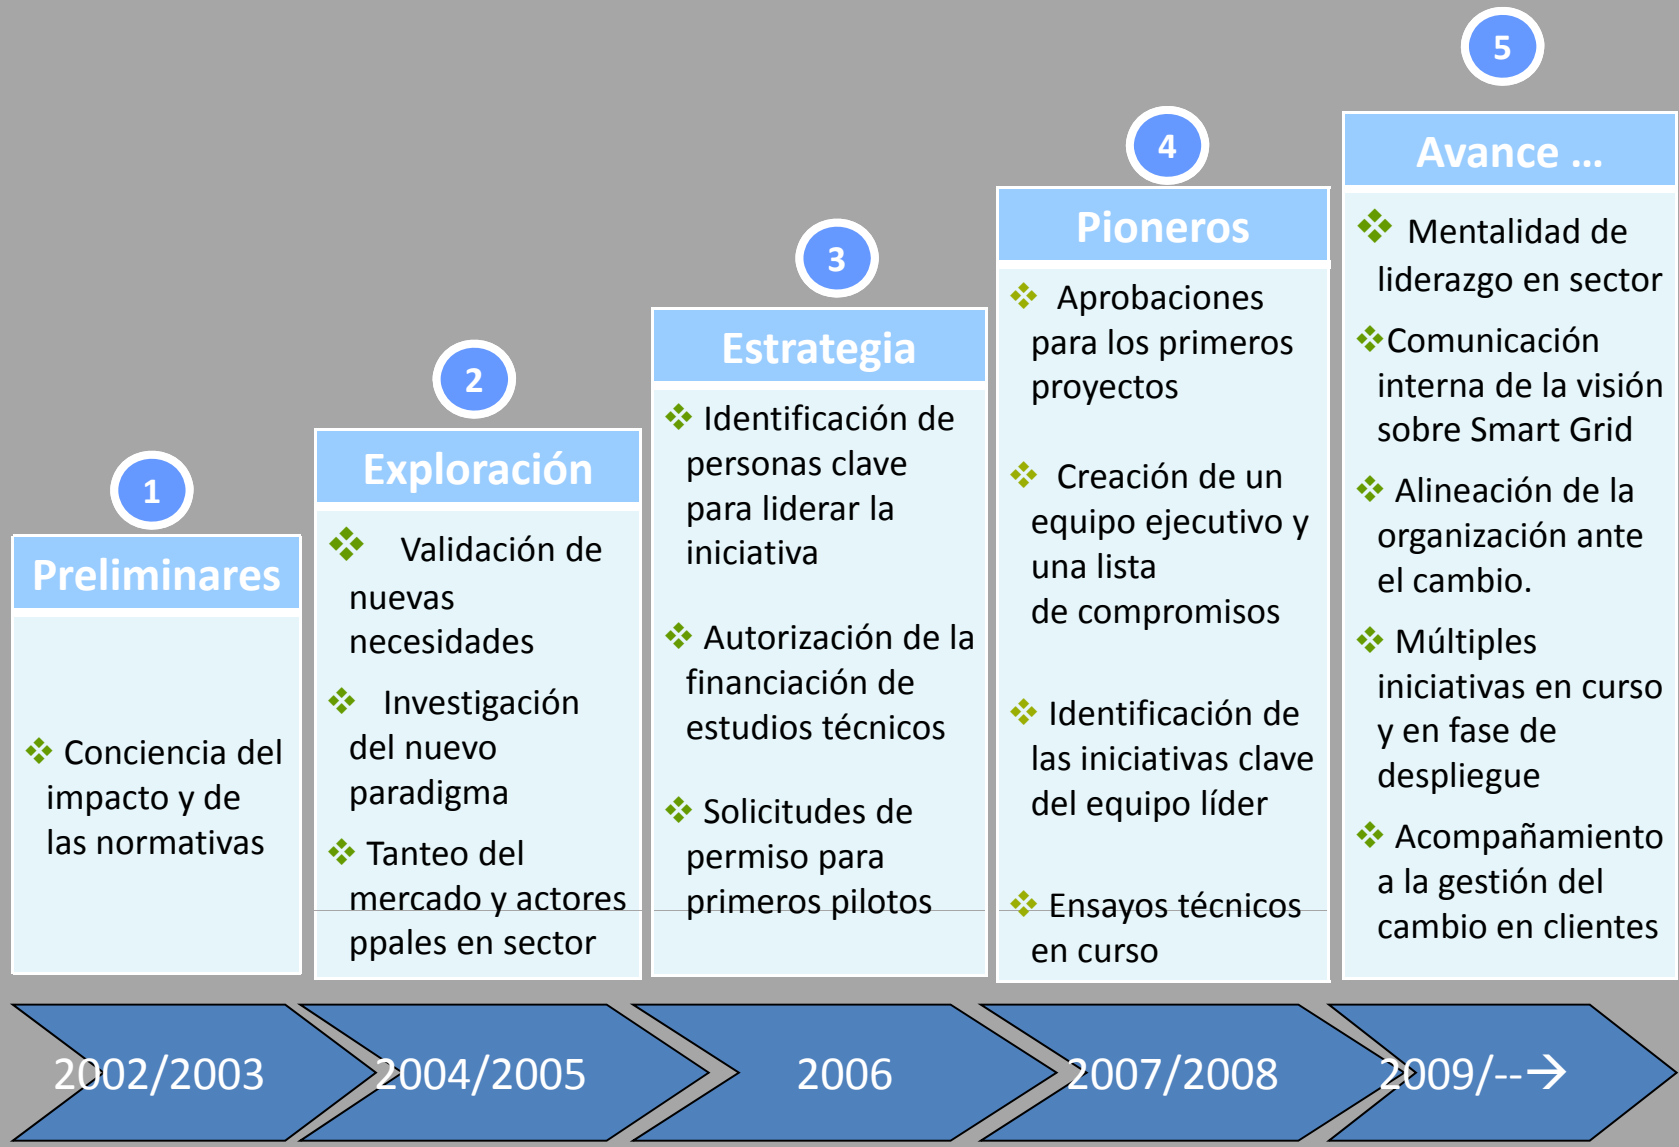 1
Preliminares
❖ Conciencia del
impacto y de
las normativas
2
Exploración
❖ Validación de
nuevas
necesidades
❖ Investigación
del nuevo
paradigma
❖ Tanteo del
mercado y actores
ppales en sector
3
Estrategia
❖ Identificación de
personas clave
para liderar la
iniciativa
❖ Autorización de la
financiación de
estudios técnicos
❖ Solicitudes de
permiso para
primeros pilotos
4
Pioneros
❖ Aprobaciones
para los primeros
proyectos
❖ Creación de un
equipo ejecutivo y
una lista
de compromisos
❖ Identificación de
las iniciativas clave
del equipo líder
❖ Ensayos técnicos
en curso
5
Avance ...
❖ Mentalidad de
liderazgo en sector
❖Comunicación
interna de la visión
sobre Smart Grid
❖ Alineación de la
organización ante
el cambio.
❖ Múltiples
iniciativas en curso
y en fase de
despliegue
❖ Acompañamiento
a la gestión del
cambio en clientes
2002/2003
2004/2005
2006
2007/2008
2009/--→